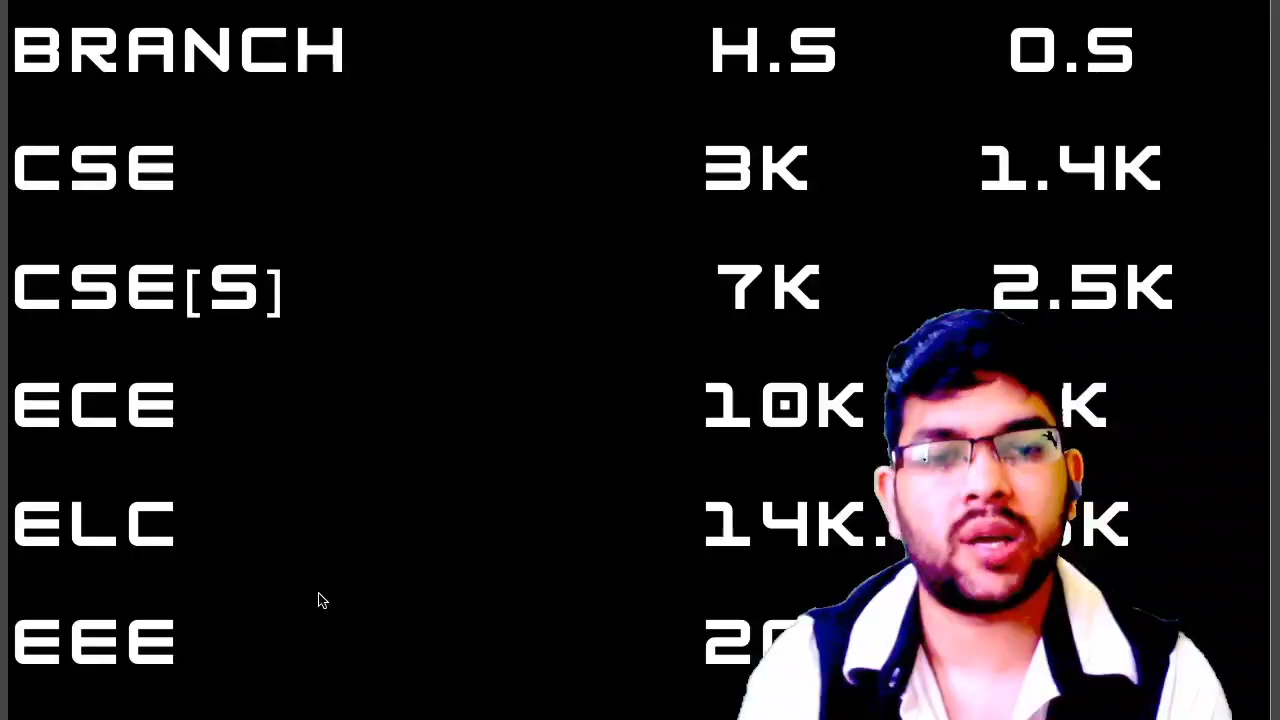 BRANCH H.S O.S
CSE 3K 1.4K
CSE[S] 7K 2.5K
ECE 10K K
ELC 14K. K
EEE